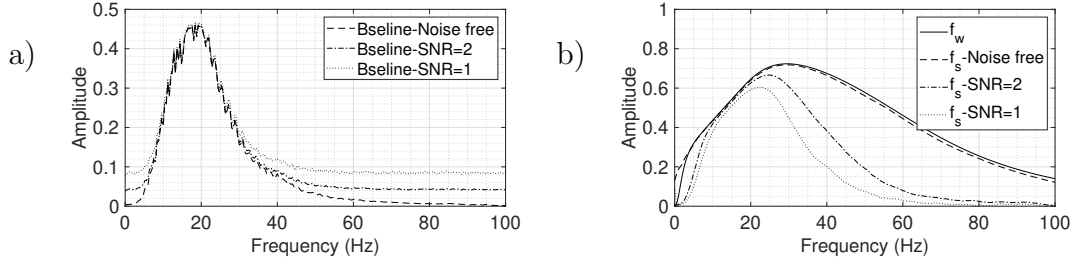 a)
0.5
0.4
0.3
0.2
0.1
0
Amplitude
0 20 40 60 80 100
Frequency (Hz)
Bseline-Noise free
Bseline-SNR=2
Bseline-SNR=1
b)
1
0.8
0.6
0.4
0.2
0
Amplitude
0 20 40 60 80 100
Frequency (Hz)
f_w
f_s-Noise free
f_s-SNR=2
f_s-SNR=1